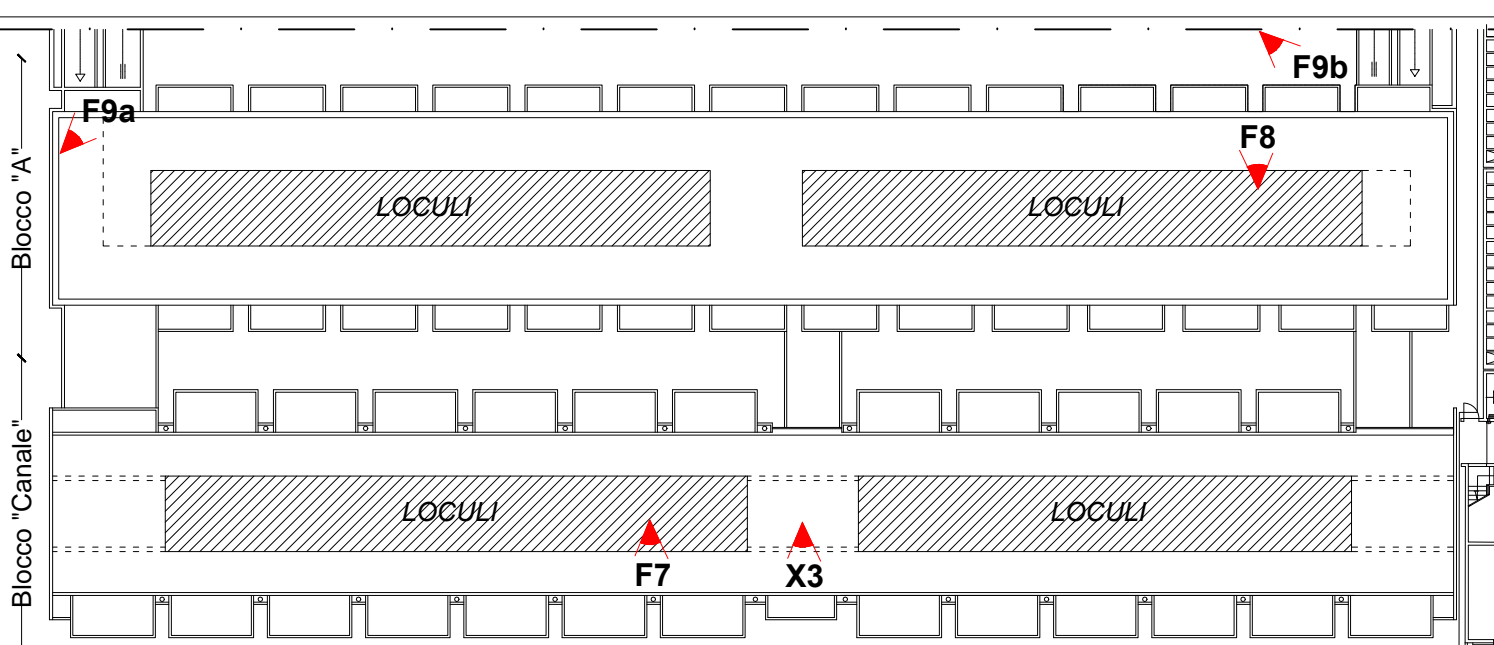 F9b
F9a
F8
Blocco "A"
LOCULI
LOCULI
Blocco "Canale"
LOCULI
LOCULI
F7
X3